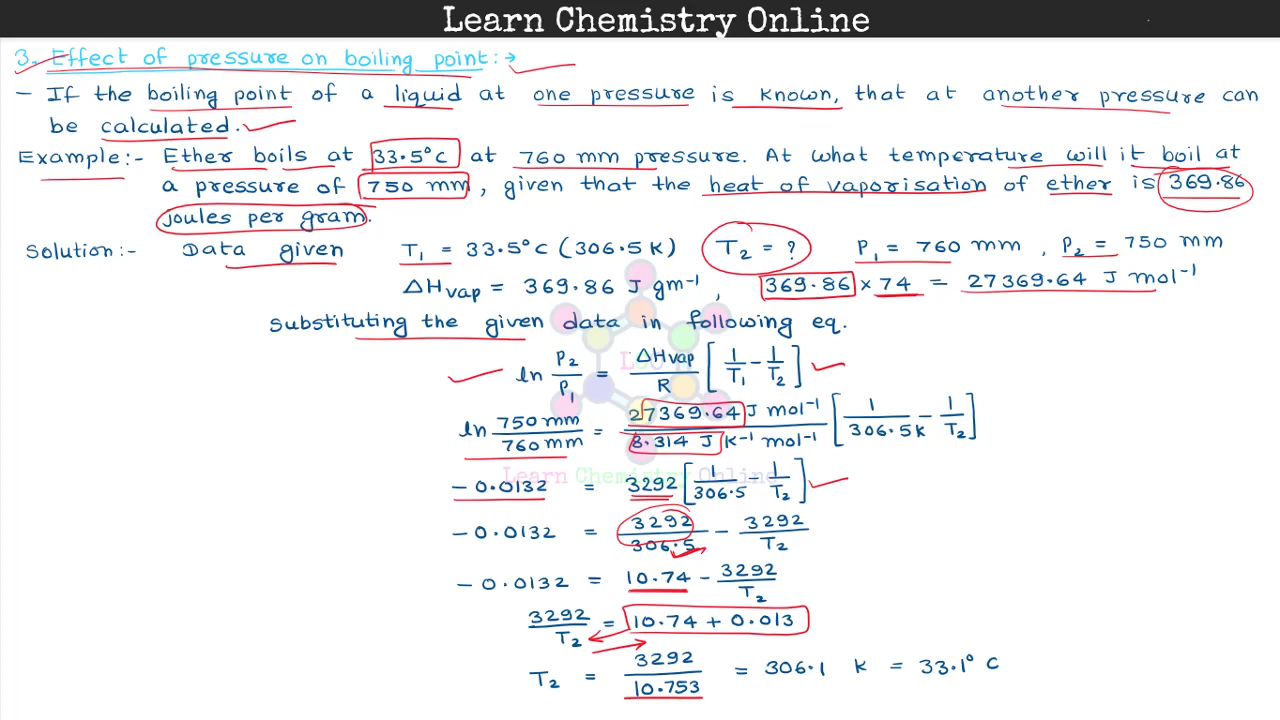 Learn Chemistry Online
3. Effect of pressure on boiling point:→
- If the boiling point of a liquid at one pressure is known, that at another pressure can
be calculated.
Example:- Ether boils at 33.5°C at 760 mm pressure. At what temperature will it boil at
a pressure of 750 mm, given that the heat of vaporisation of ether is 369.86
joules per gram.
Solution:- Data given T₁ = 33.5°C (306.5 K) T₂ = ? P₁ = 760 mm, P₂ = 750 mm
ΔHvap = 369.86 J gm⁻¹, 369.86 × 74 = 27369.64 J mol⁻¹
Substituting the given data in following eq.
ln P₂/P₁ = ΔHvap/R [1/T₁ - 1/T₂]
ln 750 mm/760 mm = 27369.64 J mol⁻¹/8.314 J K⁻¹ mol⁻¹ [1/306.5K - 1/T₂]
Learn Chemistry Online
-0.0132 = 3292 [1/306.5 - 1/T₂]
-0.0132 = 3292/306.5 - 3292/T₂
-0.0132 = 10.74 - 3292/T₂
3292/T₂ = 10.74 + 0.013
T₂ = 3292/10.753 = 306.1 K = 33.1°C